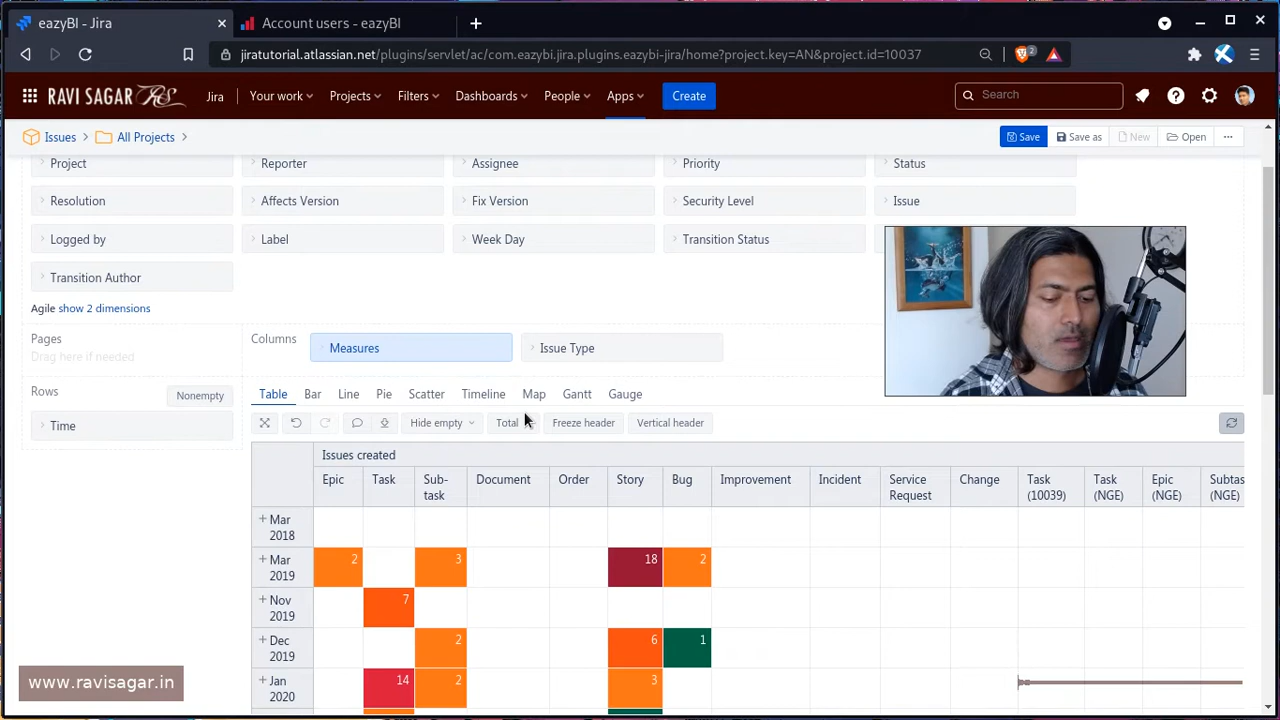 eazyBI - Jira
Account users - eazyBI
jiratutorial.atlassian.net/plugins/servlet/ac/com.eazybi.jira.plugins.eazybi-jira/home?project.key=AN&project.id=10037
2
RAVI SAGAR RS
Jira
Your work
Projects
Filters
Dashboards
People
Apps
Create
Search
Issues
All Projects
Save
Save as
New
Open
Project
Reporter
Assignee
Priority
Status
Resolution
Affects Version
Fix Version
Security Level
Issue
Logged by
Label
Week Day
Transition Status
Transition Author
Agile show 2 dimensions
Pages
Drag here if needed
Columns
Measures
Issue Type
Rows
Nonempty
Time
Table
Bar
Line
Pie
Scatter
Timeline
Map
Gantt
Gauge
Hide empty
Total
Freeze header
Vertical header
Issues created
Epic
Task
Sub-
task
Document
Order
Story
Bug
Improvement
Incident
Service
Request
Change
Task
(10039)
Task
(NGE)
Epic
(NGE)
Subtas
(NGE)
+ Mar
2018
+ Mar
2019
2
3
18
2
+ Nov
2019
7
+ Dec
2019
2
6
1
+ Jan
2020
14
2
3
www.ravisagar.in